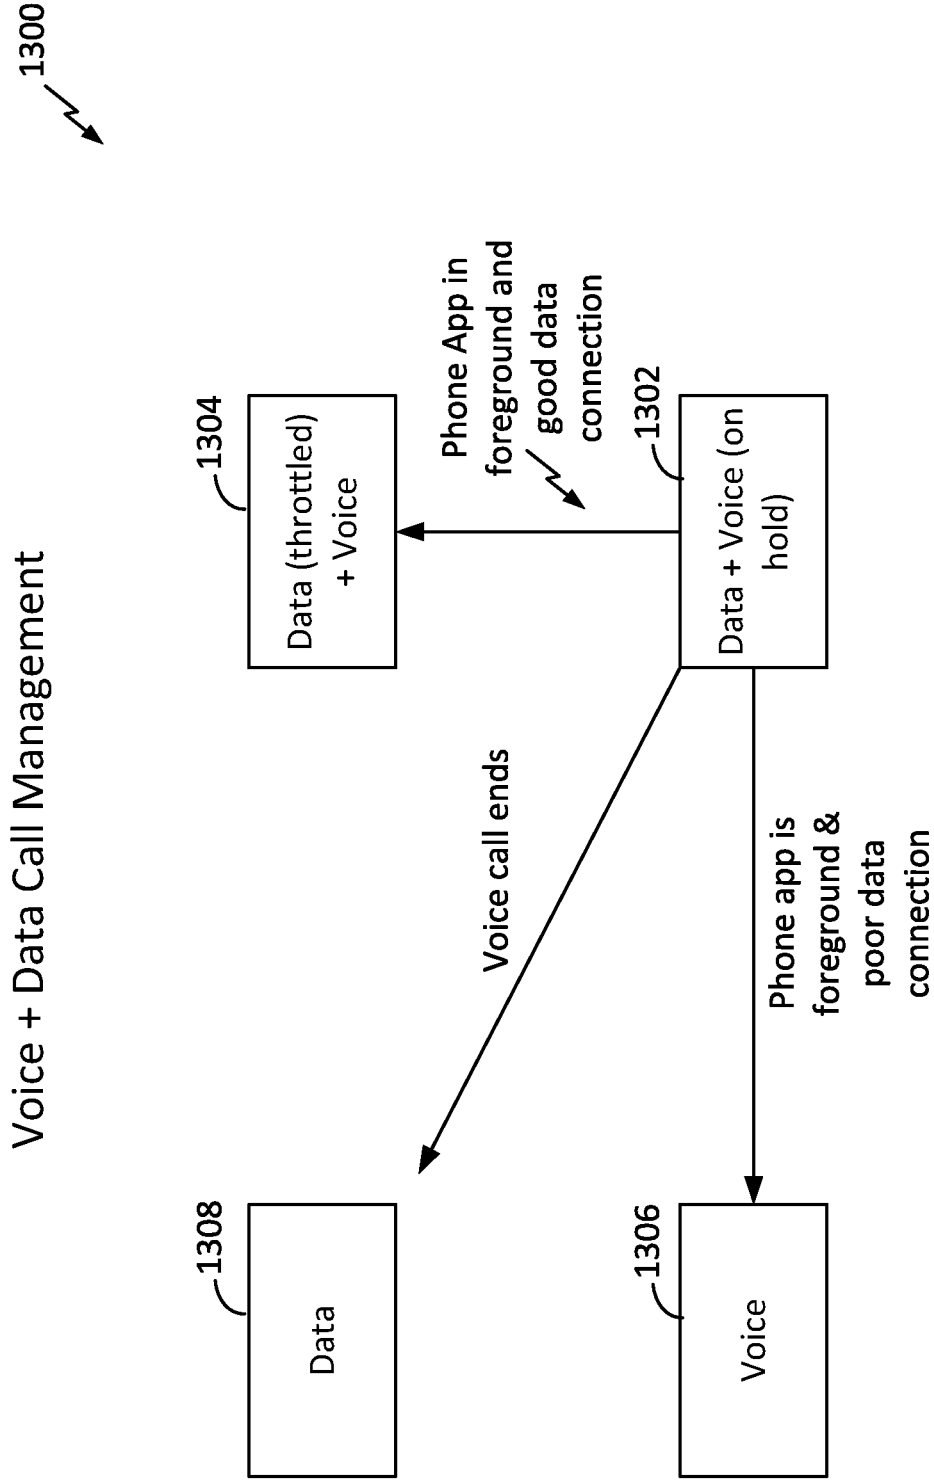 Voice + Data Call Management
1300
1308
Data
1304
Data (throttled)
+ Voice
Voice call ends
Phone App in
foreground and
good data
connection
1306
Voice
Phone app is
foreground &
poor data
connection
1302
Data + Voice (on
hold)